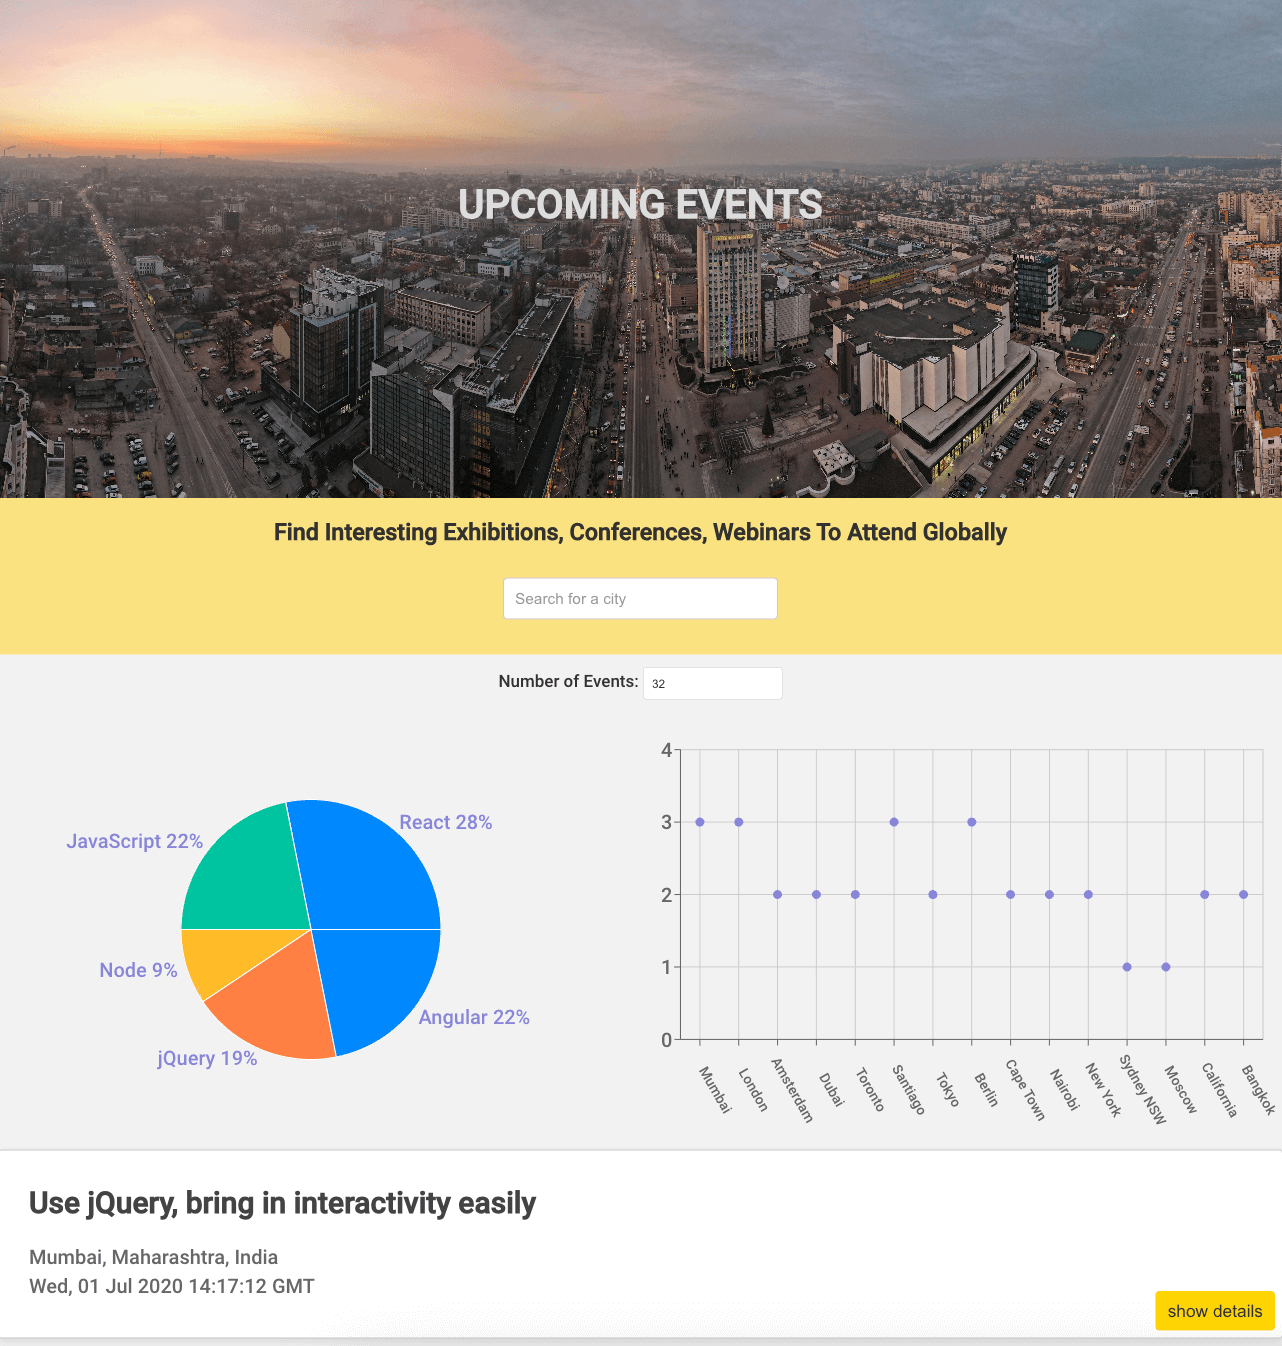 UPCOMING EVENTS
Find Interesting Exhibitions, Conferences, Webinars To Attend Globally
Search for a city
Number of Events: 32
React 28%
JavaScript 22%
Node 9%
jQuery 19%
Angular 22%
4
3
2
1
0
Mumbai
London
Amsterdam
Dubai
Toronto
Santiago
Tokyo
Berlin
Cape Town
Nairobi
New York
Sydney NSW
Moscow
California
Bangkok
Use jQuery, bring in interactivity easily
Mumbai, Maharashtra, India
Wed, 01 Jul 2020 14:17:12 GMT
show details